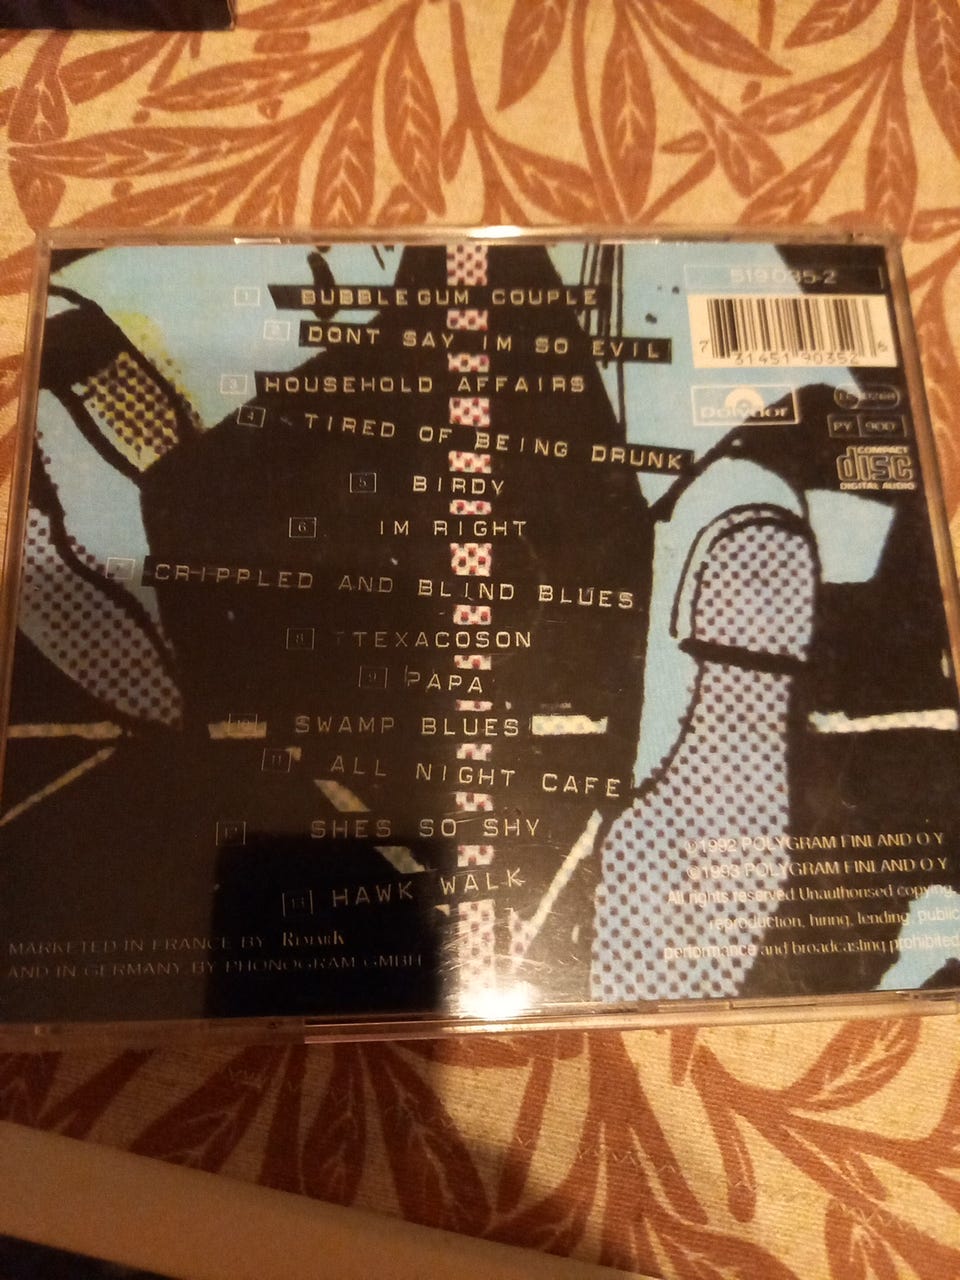 1 BUBBLEGUM COUPLE
2 DONT SAY IM SO EVIL
3 HOUSEHOLD AFFAIRS
4 TIRED OF BEING DRUNK
5 BIRDY
6 IM RIGHT
7 CRIPPLED AND BLIND BLUES
8 TEXACOSON
9 PAPA
10 SWAMP BLUES
11 ALL NIGHT CAFE
12 SHES SO SHY
13 HAWK WALK
MARKETED IN FRANCE BY REMARK
AND IN GERMANY BY PHONOGRAM GMBH
519 035-2
7 31451 90352 6
Polydor
PY 900
COMPACT
disc
DIGITAL AUDIO
℗1992 POLYGRAM FINLAND O Y
©1993 POLYGRAM FINLAND O Y
All rights reserved Unauthorised copying,
reproduction, hiring, lending, public
performance and broadcasting prohibited